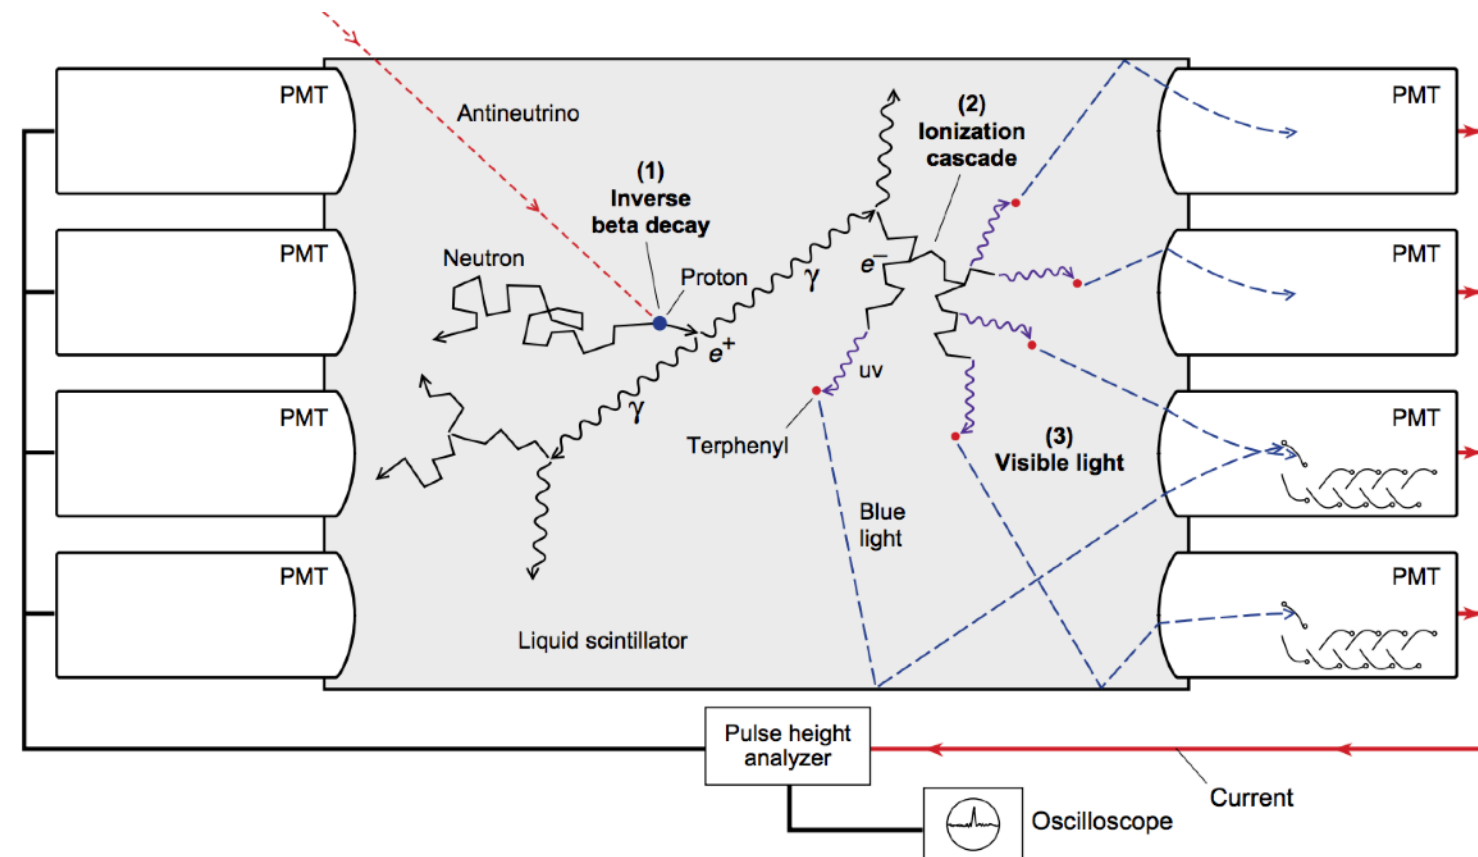 PMT
PMT
Antineutrino
(2)
Ionization
cascade
(1)
Inverse
beta decay
PMT
PMT
Neutron
Proton
γ
e–
e+
uv
γ
PMT
PMT
Terphenyl
(3)
Visible light
Blue
light
PMT
PMT
Liquid scintillator
Pulse height
analyzer
Current
Oscilloscope